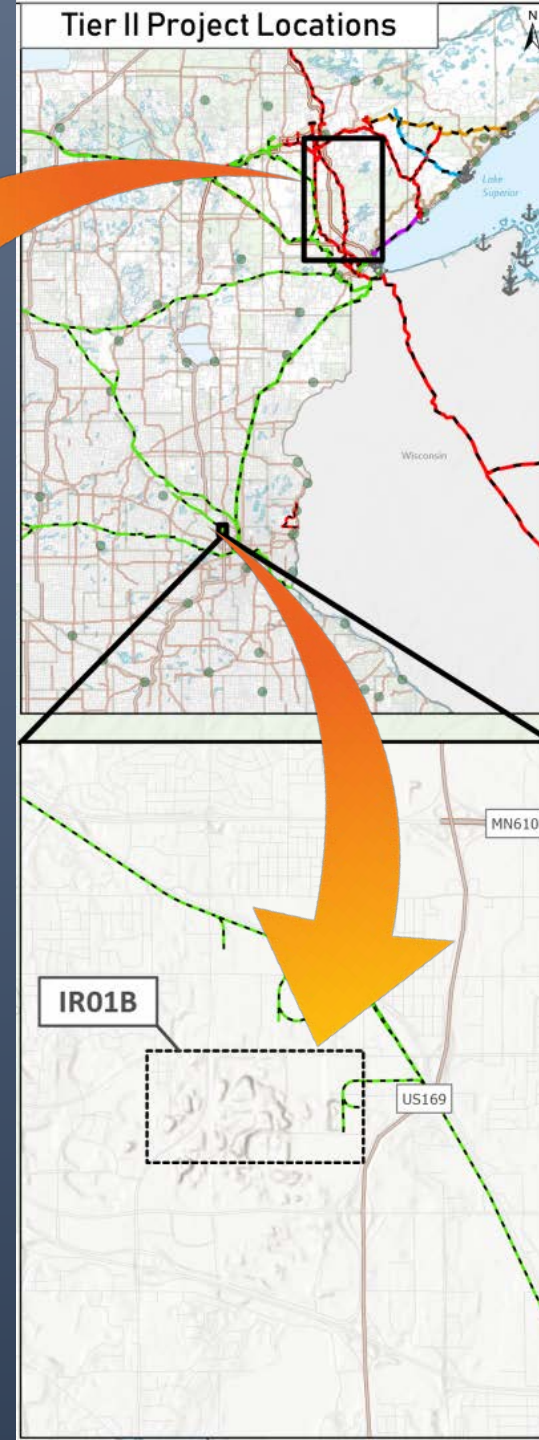 Tier II Project Locations
N
Lake
Superior
Wisconsin
MN610
IR01B
US169